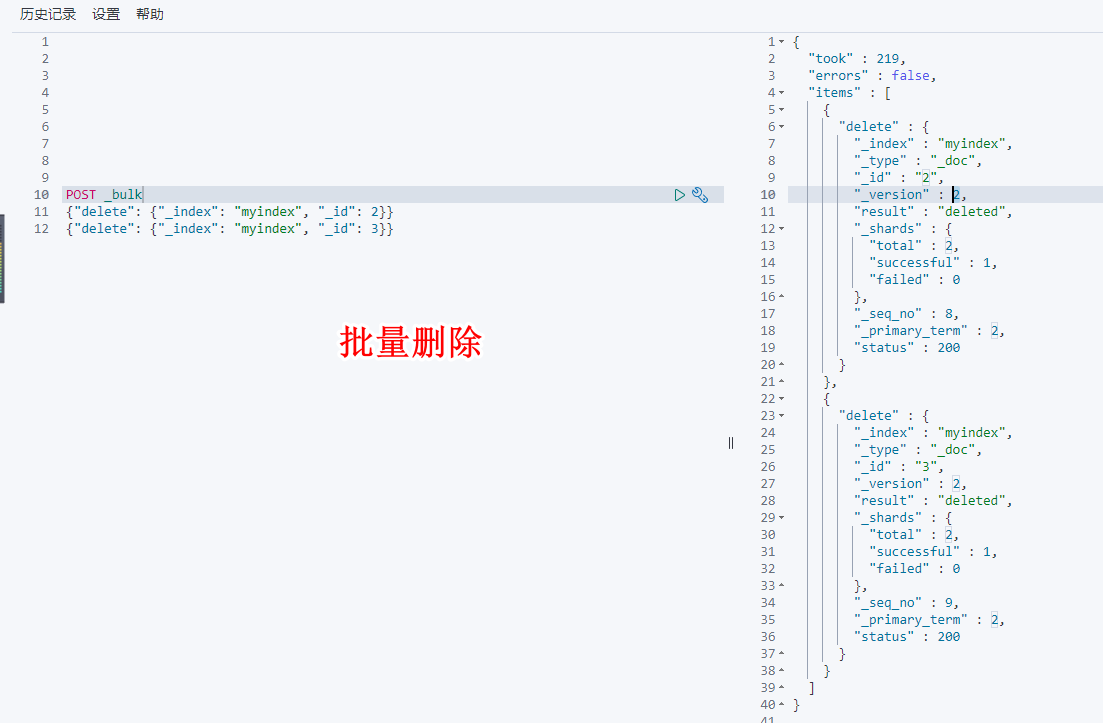 历史记录 设置 帮助
1
2
3
4
5
6
7
8
9
10 POST _bulk
11 {"delete": {"_index": "myindex", "_id": 2}}
12 {"delete": {"_index": "myindex", "_id": 3}}
批量删除
1 {
2 "took" : 219,
3 "errors" : false,
4 "items" : [
5 {
6 "delete" : {
7 "_index" : "myindex",
8 "_type" : "_doc",
9 "_id" : "2",
10 "_version" : 2,
11 "result" : "deleted",
12 "_shards" : {
13 "total" : 2,
14 "successful" : 1,
15 "failed" : 0
16 },
17 "_seq_no" : 8,
18 "_primary_term" : 2,
19 "status" : 200
20 }
21 },
22 {
23 "delete" : {
24 "_index" : "myindex",
25 "_type" : "_doc",
26 "_id" : "3",
27 "_version" : 2,
28 "result" : "deleted",
29 "_shards" : {
30 "total" : 2,
31 "successful" : 1,
32 "failed" : 0
33 },
34 "_seq_no" : 9,
35 "_primary_term" : 2,
36 "status" : 200
37 }
38 }
39 ]
40 }
41